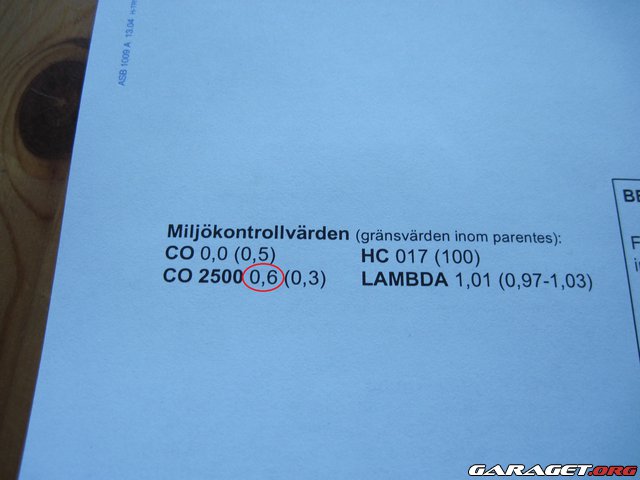 ASB 1009 A 13.04
Miljökontrollvärden (gränsvärden inom parentes):
CO 0,0 (0,5) HC 017 (100)
CO 2500 0,6 (0,3) LAMBDA 1,01 (0,97-1,03)
BE
F
GARAGET.ORG